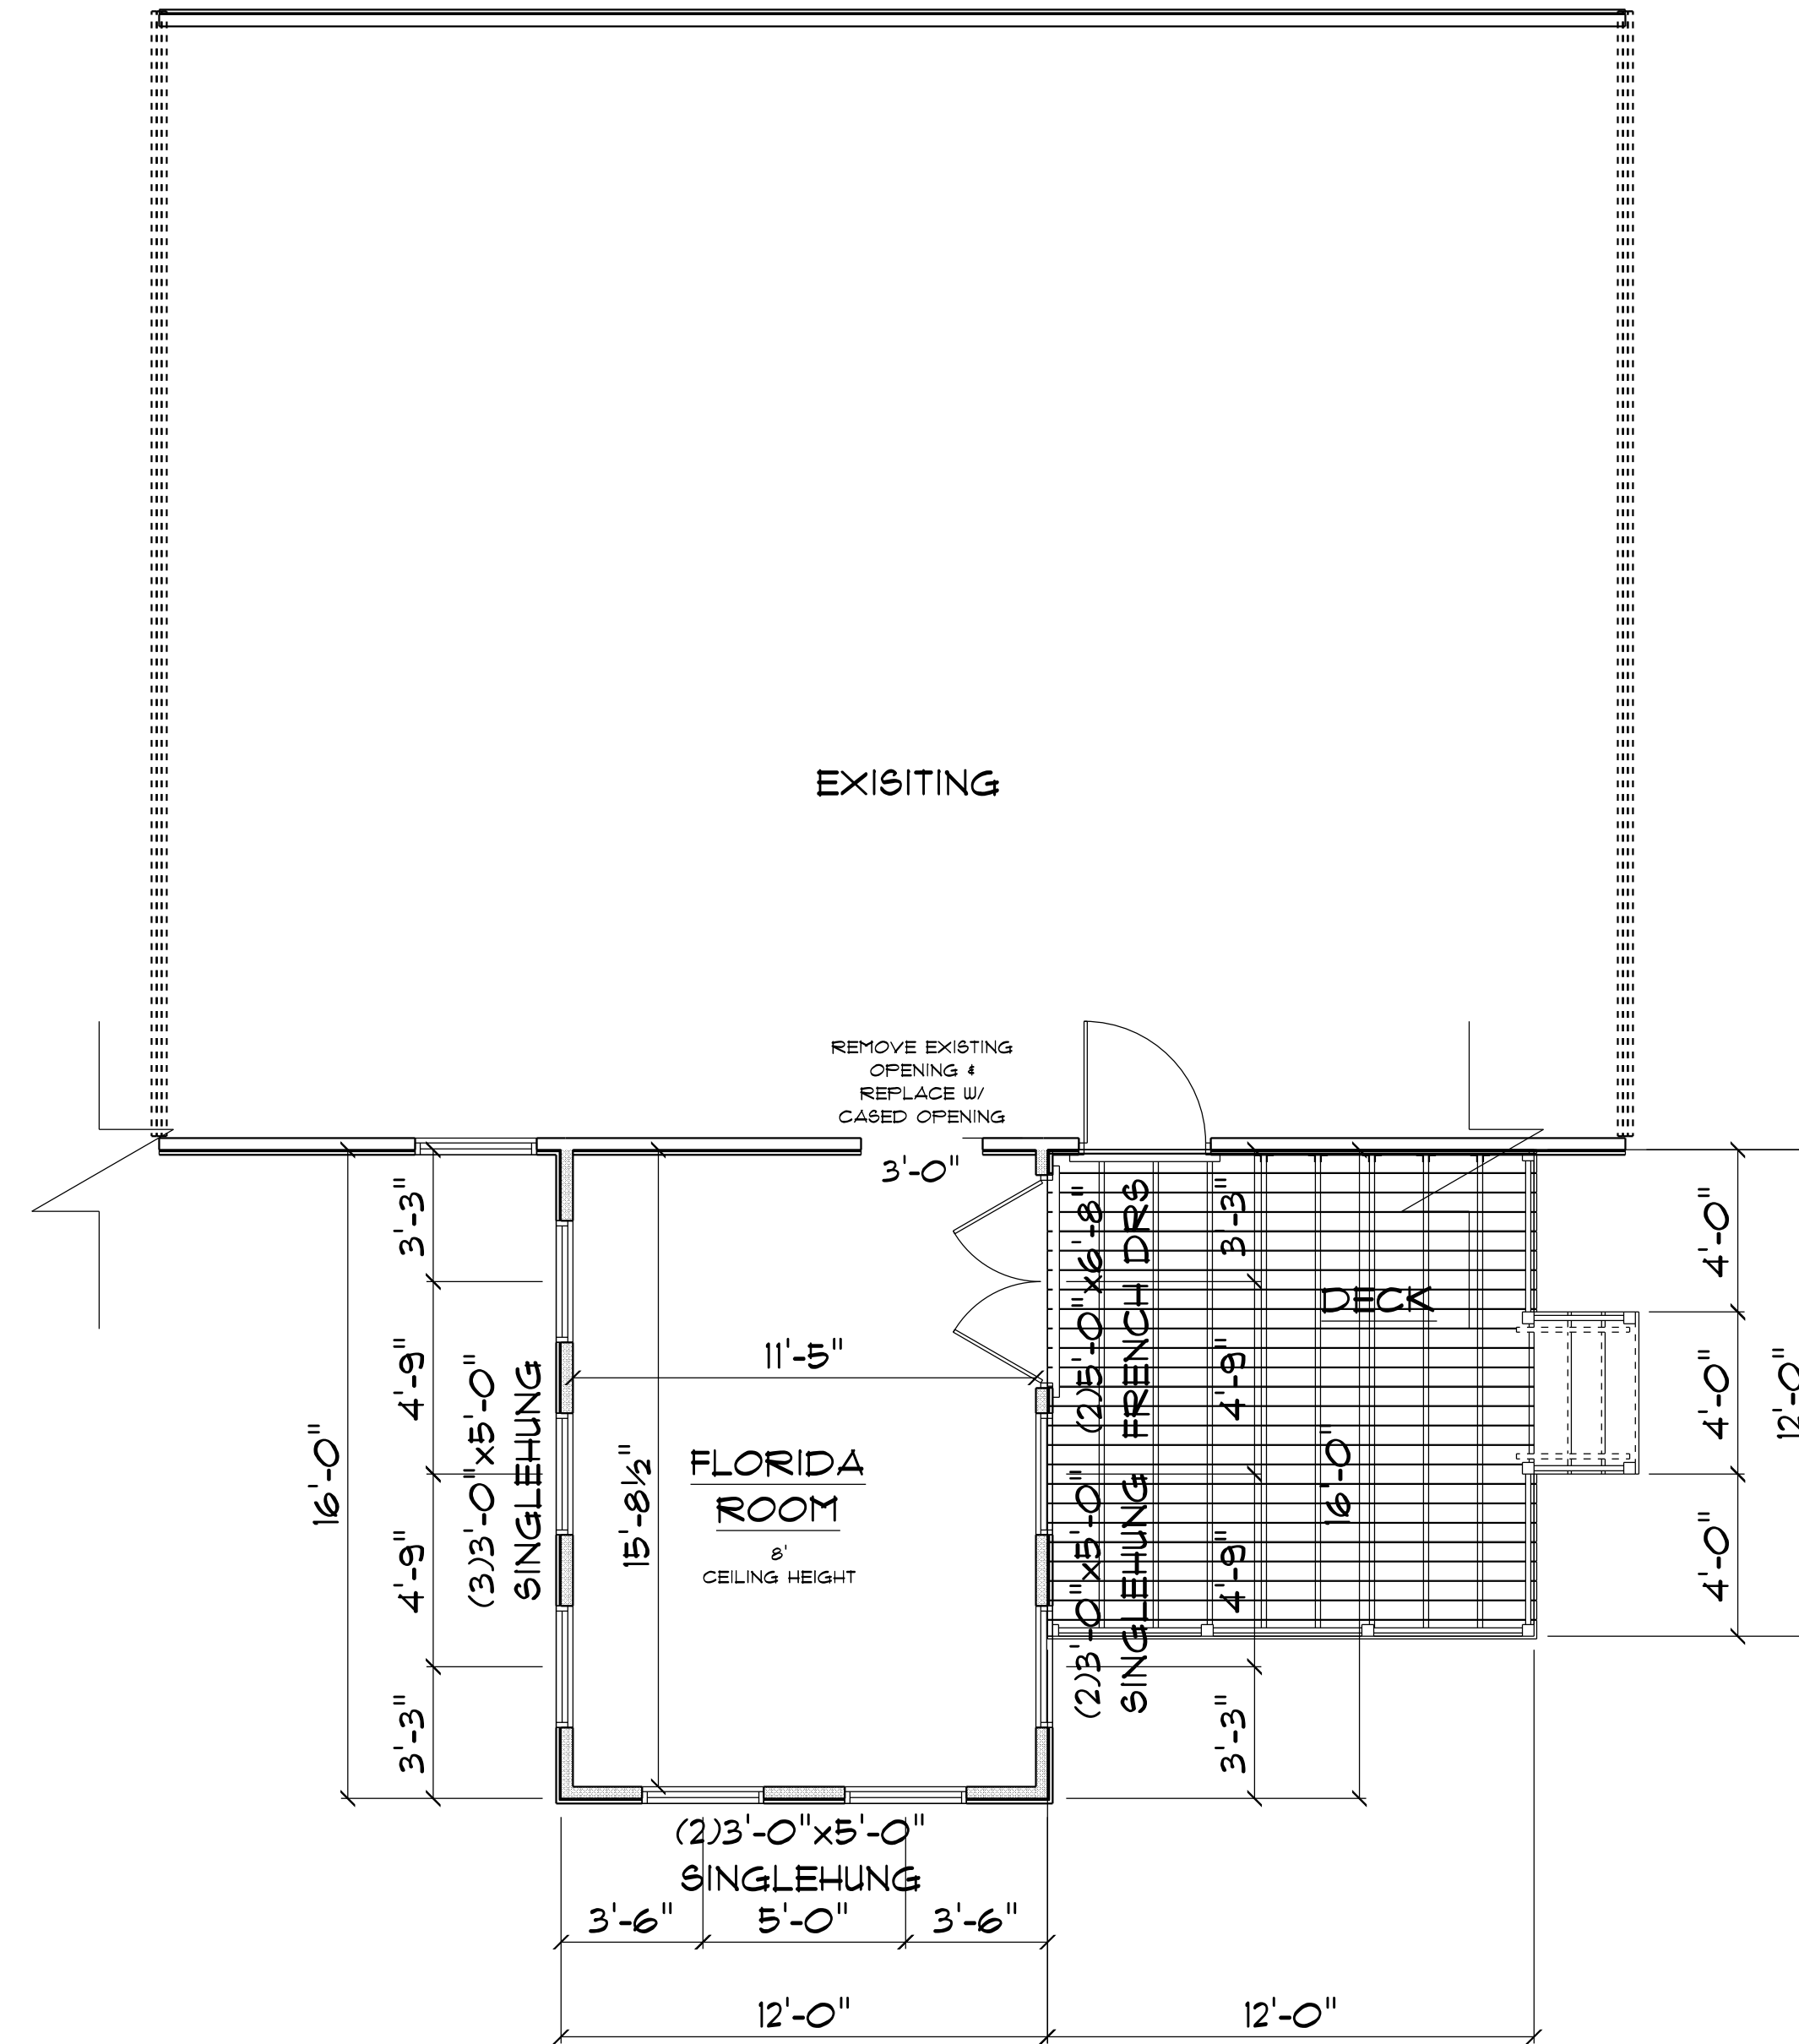 EXISITING
REMOVE EXISTING
OPENING &
REPLACE W/
CASED OPENING
3'-0"
3'-3"
4'-9"
4'-9"
3'-3"
16'-0"
(3)3'-0"x5'-0"
SINGLEHUNG
15'-8½"
11'-5"
FLORIDA
ROOM
8'
CEILING HEIGHT
(2)5'-0"x6'-8"
FRENCH DRS
(2)3'-0"x5'-0"
SINGLEHUNG
3'-3"
4'-9"
4'-9"
3'-3"
DECK
16'-0"
4'-0"
4'-0"
4'-0"
12'-0"
(2)3'-0"x5'-0"
SINGLEHUNG
3'-6"
5'-0"
3'-6"
12'-0"
12'-0"